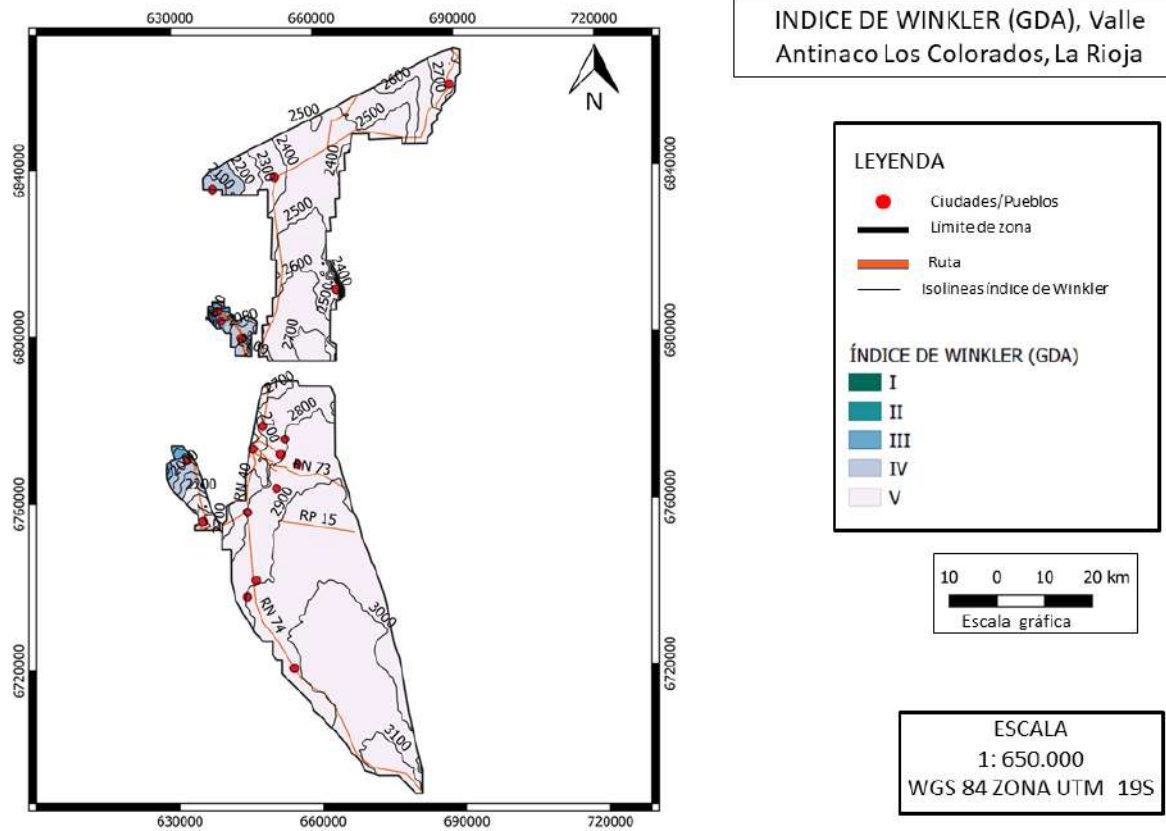 INDICE DE WINKLER (GDA), Valle
Antinaco Los Colorados, La Rioja
630000 660000 690000 720000
6840000
6800000
6760000
6720000
6840000
6800000
6760000
6720000
630000 660000 690000 720000
N
2700
2600
2500
2500
2400
2400
2300
2200
2100
2500
2600
2400
2500
2700
2700
2800
2700
RN 73
RN 40
2900
RP 15
2700
RN 74
3000
3100
LEYENDA
Ciudades/Pueblos
Límite de zona
Ruta
Isolíneas índice de Winkler
ÍNDICE DE WINKLER (GDA)
I
II
III
IV
V
10 0 10 20 km
Escala gráfica
ESCALA
1: 650.000
WGS 84 ZONA UTM 19S